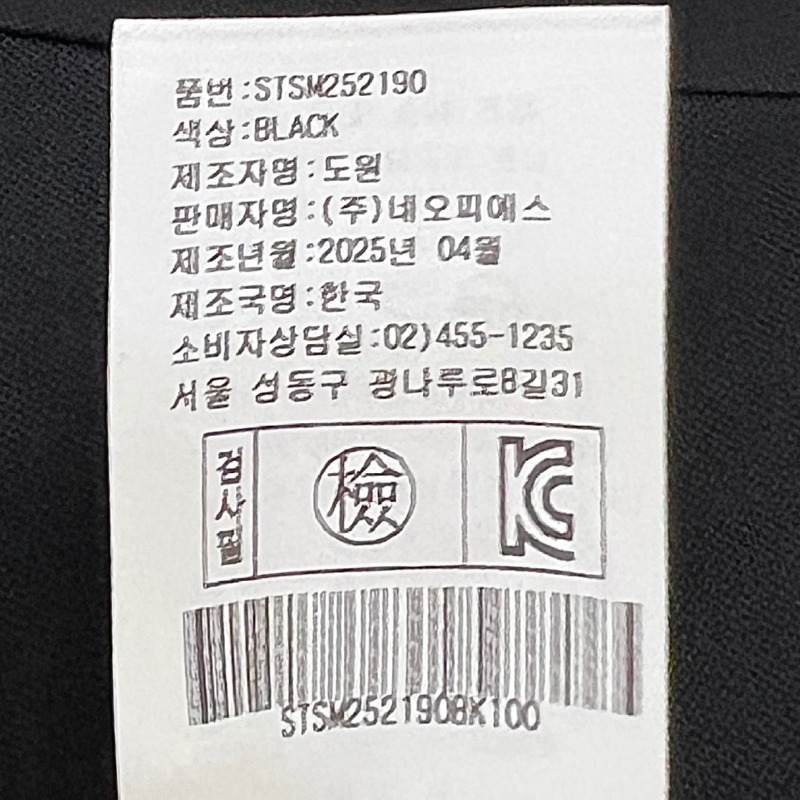 품번:STSM252190
색상:BLACK
제조자명:도원
판매자명:(주)네오피에스
제조년월:2025년 04월
제조국명:한국
소비자상담실:02)455-1235
서울 성동구 광나루로8길31
검사필
檢
KC
STSM252190BK100